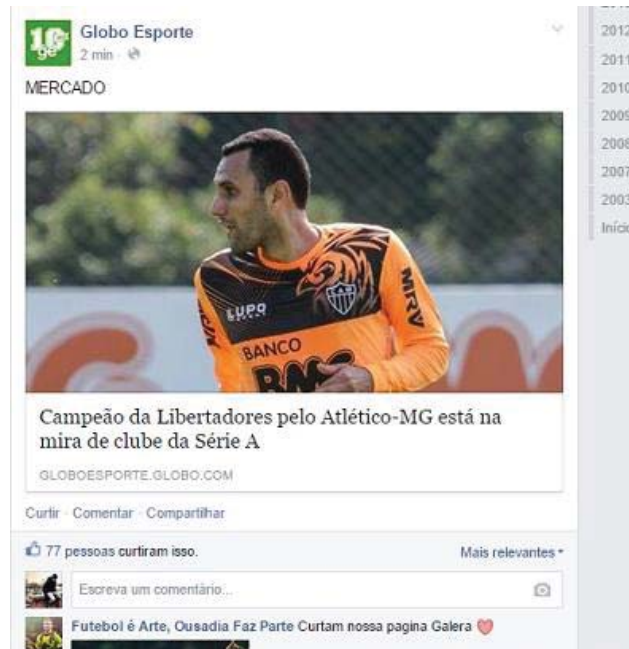 Globo Esporte
2 min
MERCADO
LUPO
MRV
BANCO
BMG
Campeão da Libertadores pelo Atlético-MG está na
mira de clube da Série A
GLOBOESPORTE.GLOBO.COM
Curtir · Comentar · Compartilhar
77 pessoas curtiram isso.
Mais relevantes
Escreva um comentário...
Futebol é Arte, Ousadia Faz Parte Curtam nossa pagina Galera
2012
2011
2010
2009
2008
2007
2003
Início